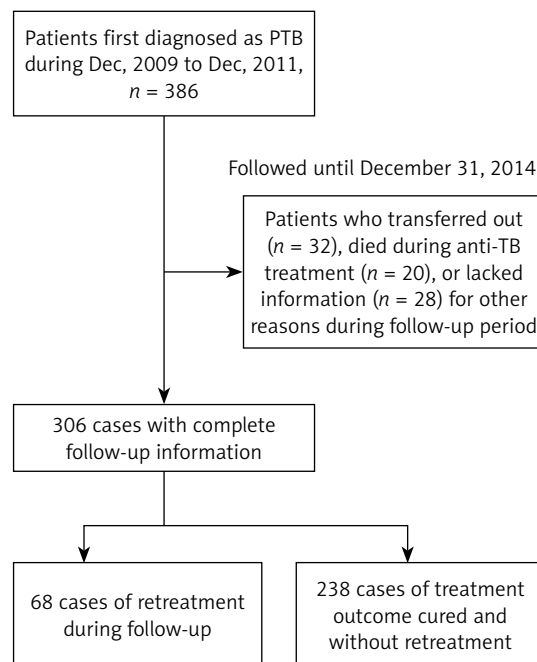 Patients first diagnosed as PTB
during Dec, 2009 to Dec, 2011,
n = 386
Followed until December 31, 2014
Patients who transferred out
(n = 32), died during anti-TB
treatment (n = 20), or lacked
information (n = 28) for other
reasons during follow-up period
306 cases with complete
follow-up information
68 cases of retreatment
during follow-up
238 cases of treatment
outcome cured and
without retreatment